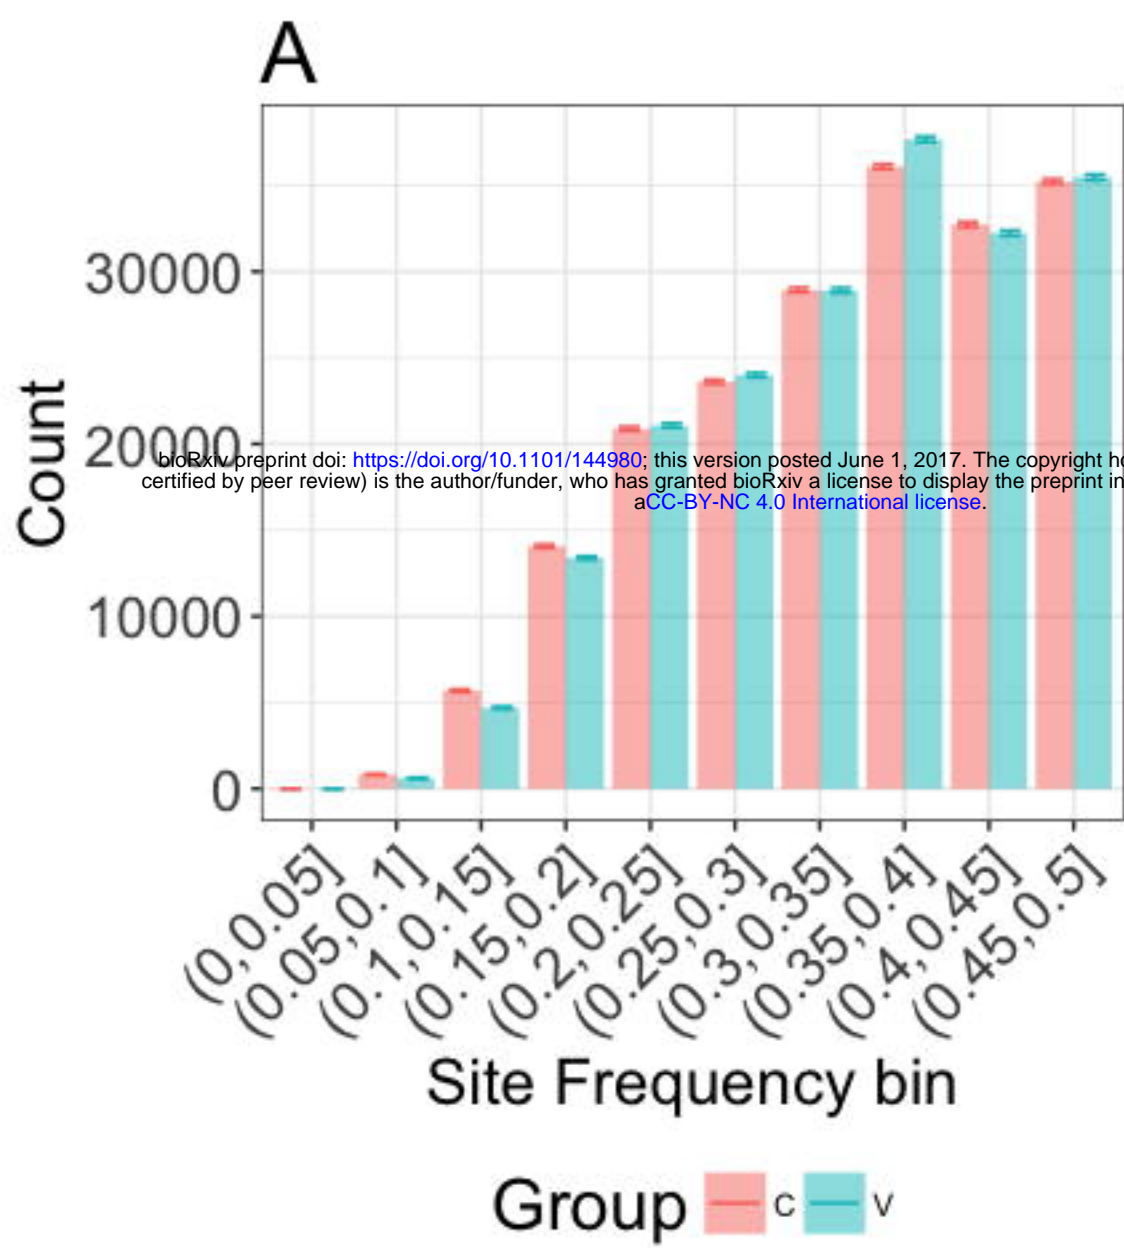 A
Count
30000
20000
10000
0
bioRxiv preprint doi: https://doi.org/10.1101/144980; this version posted June 1, 2017. The copyright ho
certified by peer review) is the author/funder, who has granted bioRxiv a license to display the preprint in
aCC-BY-NC 4.0 International license.
(0,0.05]
(0.05,0.1]
(0.1,0.15]
(0.15,0.2]
(0.2,0.25]
(0.25,0.3]
(0.3,0.35]
(0.35,0.4]
(0.4,0.45]
(0.45,0.5]
Site Frequency bin
Group C V